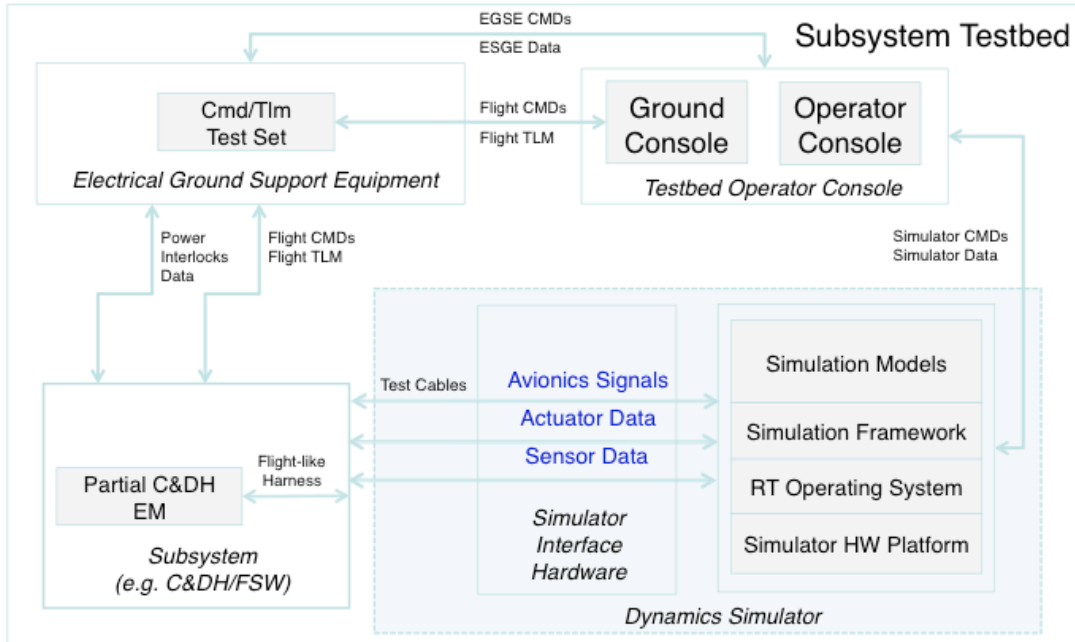 Subsystem Testbed
EGSE CMDs
ESGE Data
Cmd/Tlm
Test Set
Electrical Ground Support Equipment
Flight CMDs
Flight TLM
Ground
Console
Operator
Console
Testbed Operator Console
Power
Interlocks
Data
Flight CMDs
Flight TLM
Simulator CMDs
Simulator Data
Test Cables
Avionics Signals
Actuator Data
Sensor Data
Simulator
Interface
Hardware
Simulation Models
Simulation Framework
RT Operating System
Simulator HW Platform
Dynamics Simulator
Partial C&DH
EM
Flight-like
Harness
Subsystem
(e.g. C&DH/FSW)